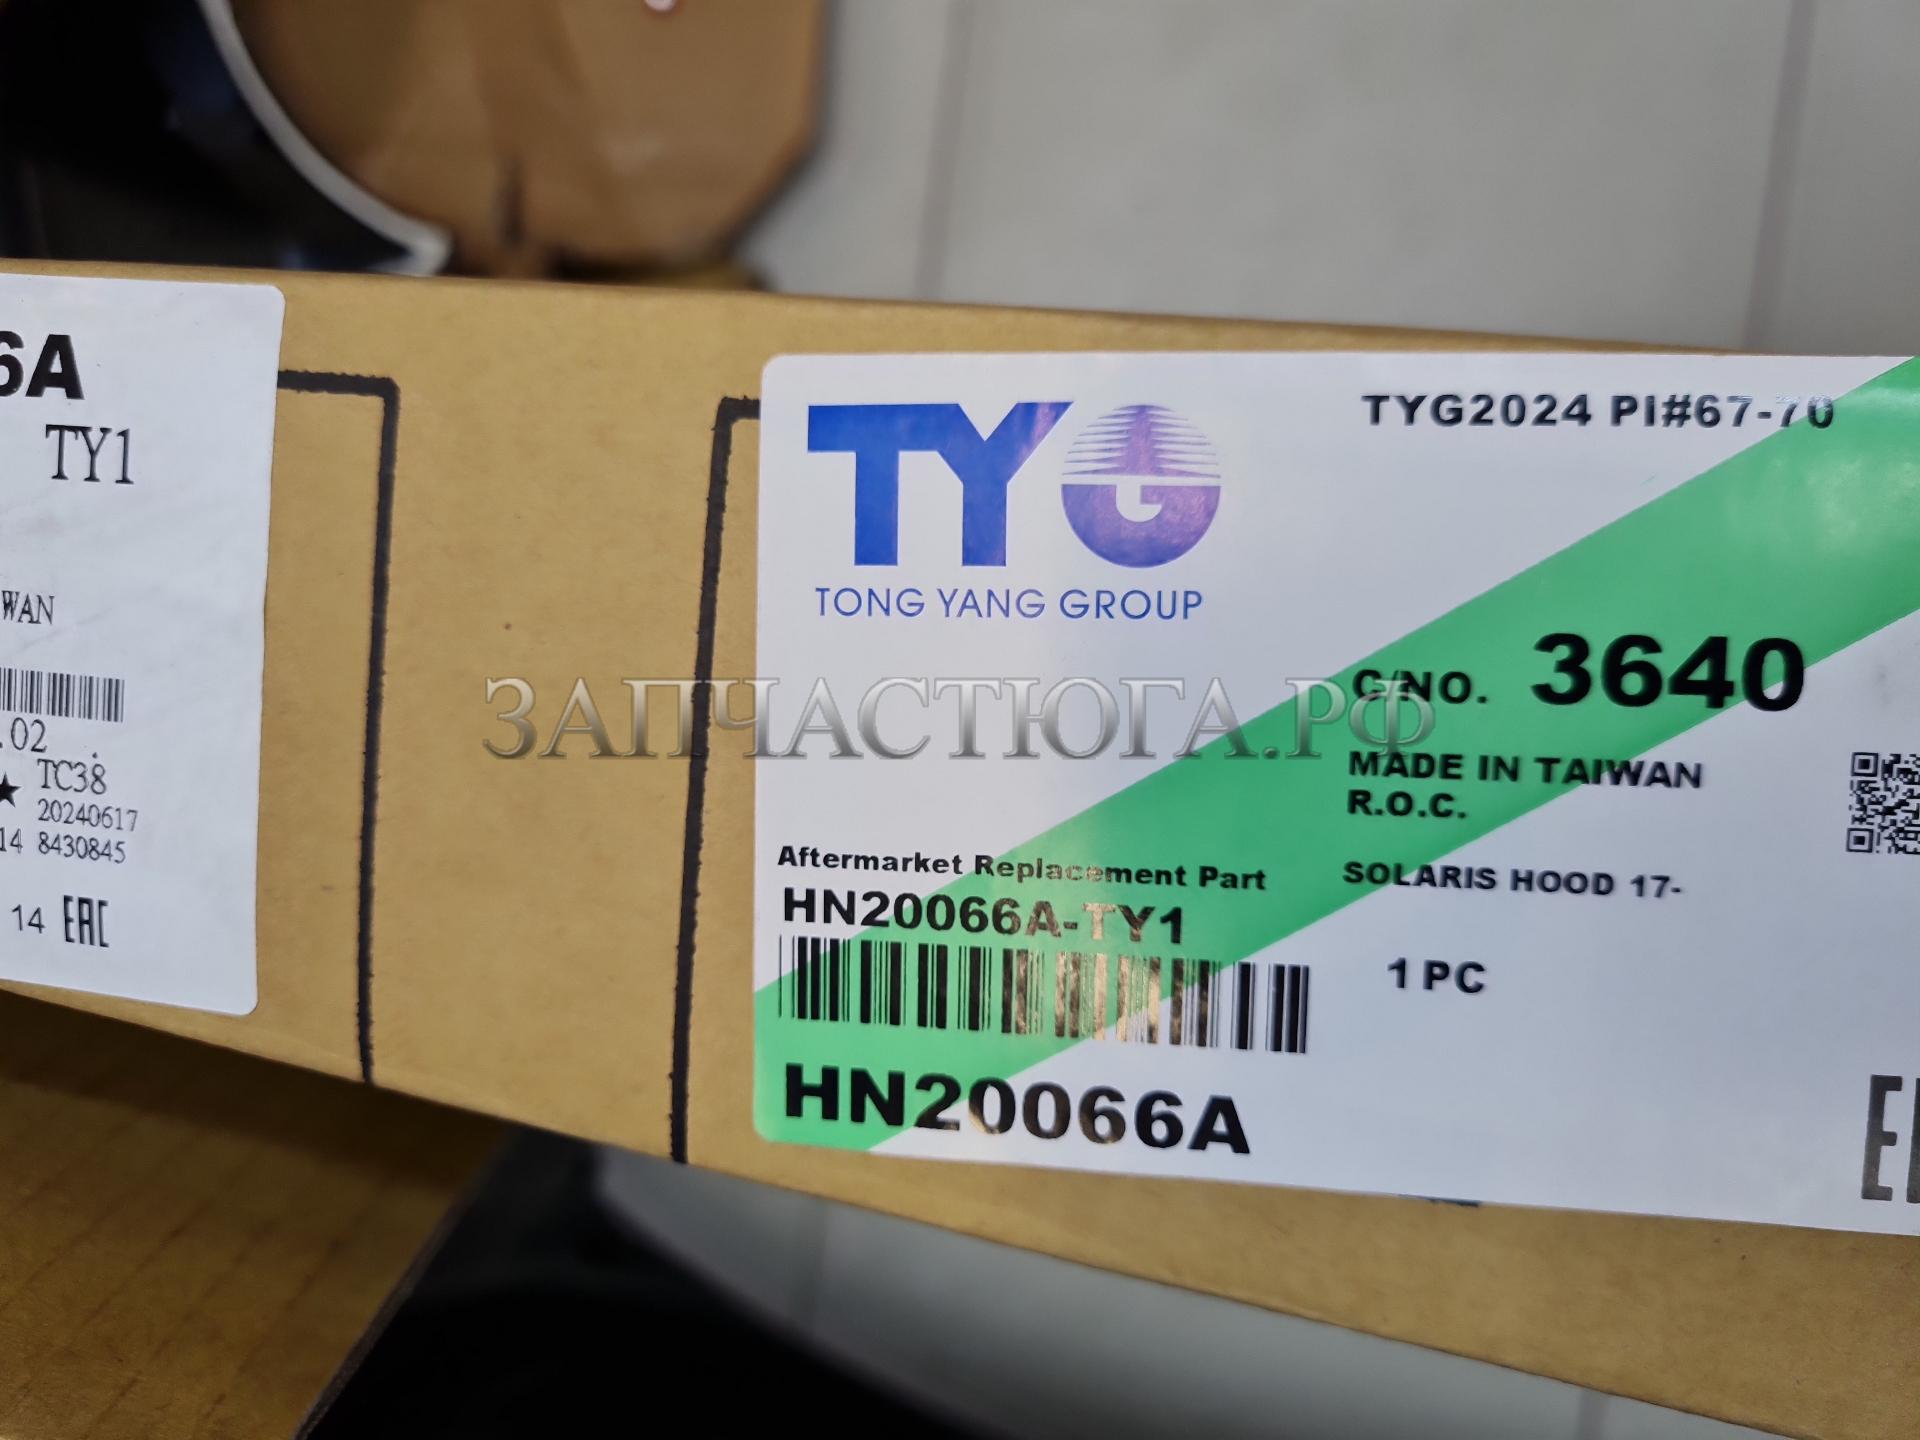 6A
TY1
WAN
.02
TC38
20240617
14 8430845
14 EAC
TYG
TONG YANG GROUP
TYG2024 PI#67-70
C/NO. 3640
MADE IN TAIWAN
R.O.C.
Aftermarket Replacement Part
SOLARIS HOOD 17-
HN20066A-TY1
1 PC
HN20066A
ЗАПЧАСТЮГА.РФ